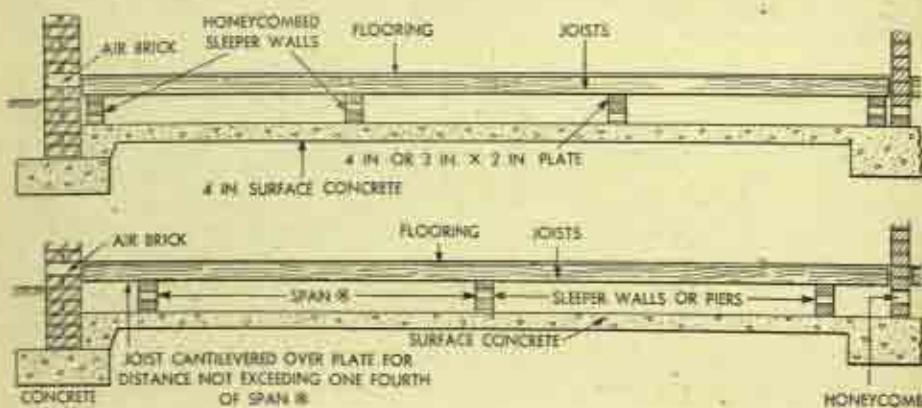 HONEYCOMBED
SLEEPER WALLS
AIR BRICK
FLOORING
JOISTS
4 IN OR 3 IN. X 2 IN PLATE
4 IN SURFACE CONCRETE
AIR BRICK
FLOORING
JOISTS
SPAN ※
SLEEPER WALLS OR PIERS
SURFACE CONCRETE
JOIST CANTILEVERED OVER PLATE FOR
DISTANCE NOT EXCEEDING ONE FOURTH
OF SPAN ※
CONCRETE
HONEYCOMB